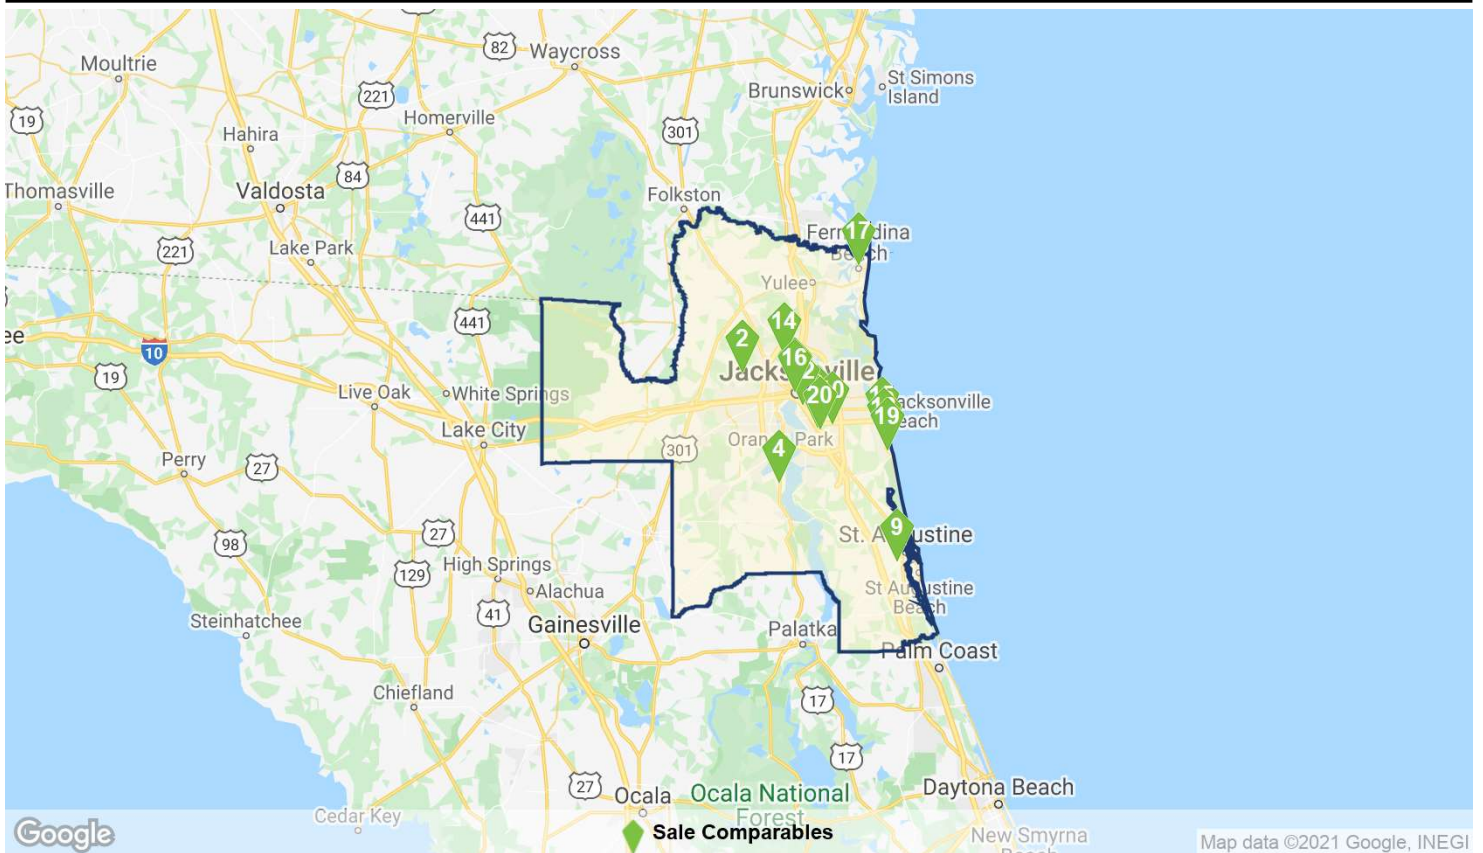 82
Waycross
Moultrie
St Simons
Island
Brunswick
221
19
Homerville
301
Hahira
84
Thomasville
Valdosta
Folkston
441
17
Lake Park
221
Beach
Yulee
441
14
ee
10
2
16
Jacksonville
19
Live Oak
White Springs
20
Jacksonville
Beach
19
Lake City
301
Orange Park
4
Perry
27
98
27
9
St. Augustine
High Springs
129
Alachua
St Augustine
Beach
41
Steinhatchee
Gainesville
Palatka
Palm Coast
Chiefland
17
17
27
Daytona Beach
Ocala
Ocala National
Forest
Cedar Key
New Smyrna
Google
Sale Comparables
Map data ©2021 Google, INEGI